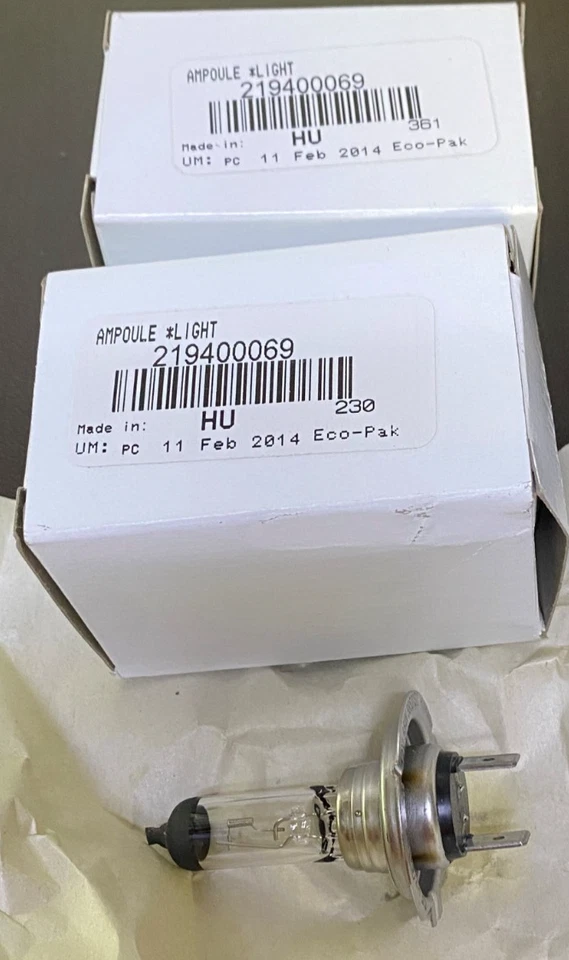 AMPOULE *LIGHT
219400069
361
Made in: HU
UM: PC 11 Feb 2014 Eco-Pak
AMPOULE *LIGHT
219400069
230
Made in: HU
UM: PC 11 Feb 2014 Eco-Pak